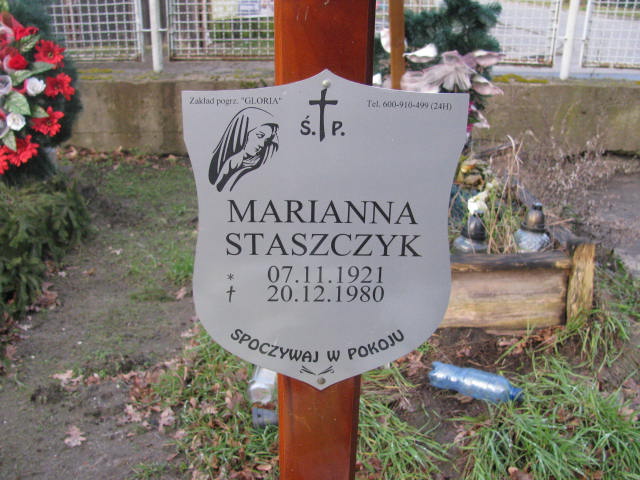 Zakład pogrz. "GLORIA"
Tel. 600-910-499 (24H)
Ś. P.
MARIANNA
STASZCZYK
* 07.11.1921
† 20.12.1980
SPOCZYWAJ W POKOJU